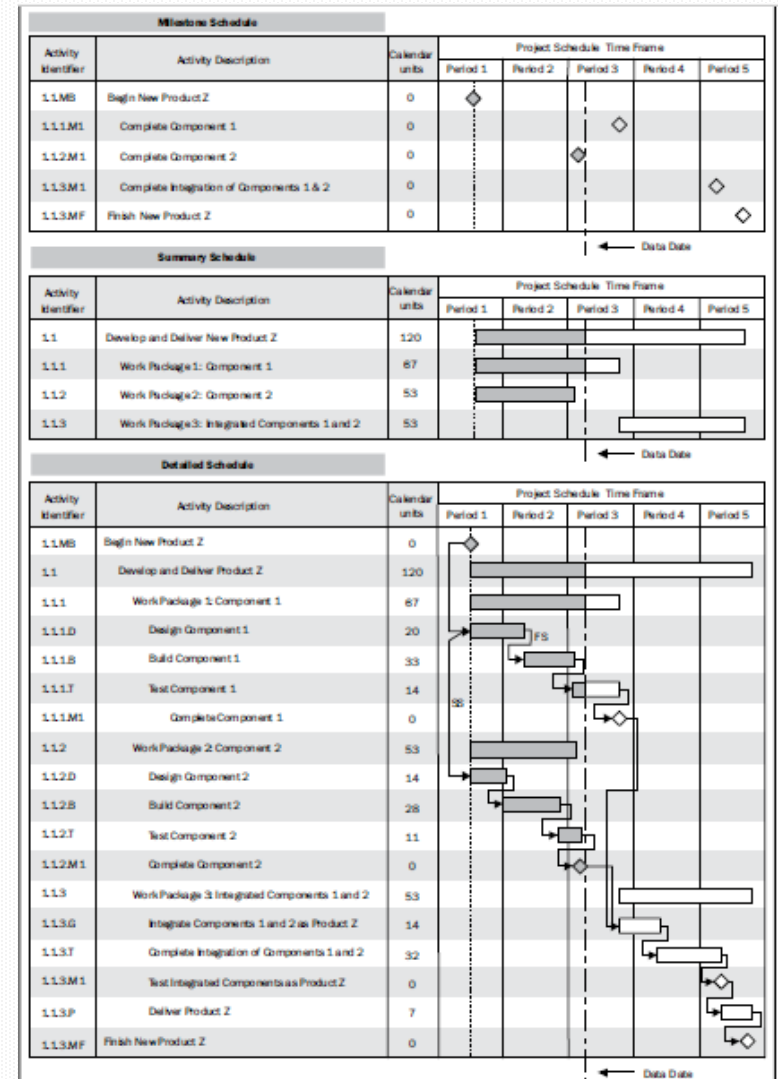 Milestone Schedule
Activity Identifier Activity Description Calendar units Project Schedule Time Frame
Period 1 Period 2 Period 3 Period 4 Period 5
1.1.MB Begin New Product Z 0
1.1.1.M1 Complete Component 1 0
1.1.2.M1 Complete Component 2 0
1.1.3.M1 Complete Integration of Components 1 & 2 0
1.1.3.MF Finish New Product Z 0
Data Date
Summary Schedule
Activity Identifier Activity Description Calendar units Project Schedule Time Frame
Period 1 Period 2 Period 3 Period 4 Period 5
1.1 Develop and Deliver New Product Z 120
1.1.1 Work Package 1: Component 1 67
1.1.2 Work Package 2: Component 2 53
1.1.3 Work Package 3: Integrated Components 1 and 2 53
Data Date
Detailed Schedule
Activity Identifier Activity Description Calendar units Project Schedule Time Frame
Period 1 Period 2 Period 3 Period 4 Period 5
1.1.MB Begin New Product Z 0
1.1 Develop and Deliver Product Z 120
1.1.1 Work Package 1: Component 1 67
1.1.1.D Design Component 1 20 FS
1.1.1.B Build Component 1 33
1.1.1.T Test Component 1 14
SS
1.1.1.M1 Complete Component 1 0
1.1.2 Work Package 2: Component 2 53
1.1.2.D Design Component 2 14
1.1.2.B Build Component 2 28
1.1.2.T Test Component 2 11
1.1.2.M1 Complete Component 2 0
1.1.3 Work Package 3: Integrated Components 1 and 2 53
1.1.3.G Integrate Components 1 and 2 as Product Z 14
1.1.3.T Complete Integration of Components 1 and 2 32
1.1.3.M1 Test Integrated Components as Product Z 0
1.1.3.P Deliver Product Z 7
1.1.3.MF Finish New Product Z 0
Data Date